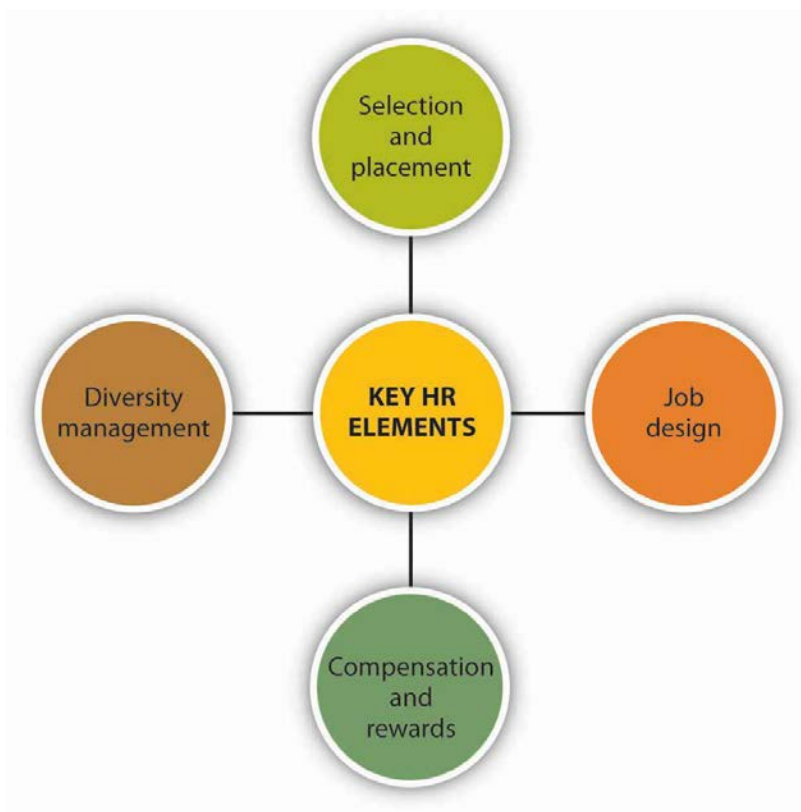 Selection
and
placement
Diversity
management
KEY HR
ELEMENTS
Job
design
Compensation
and
rewards